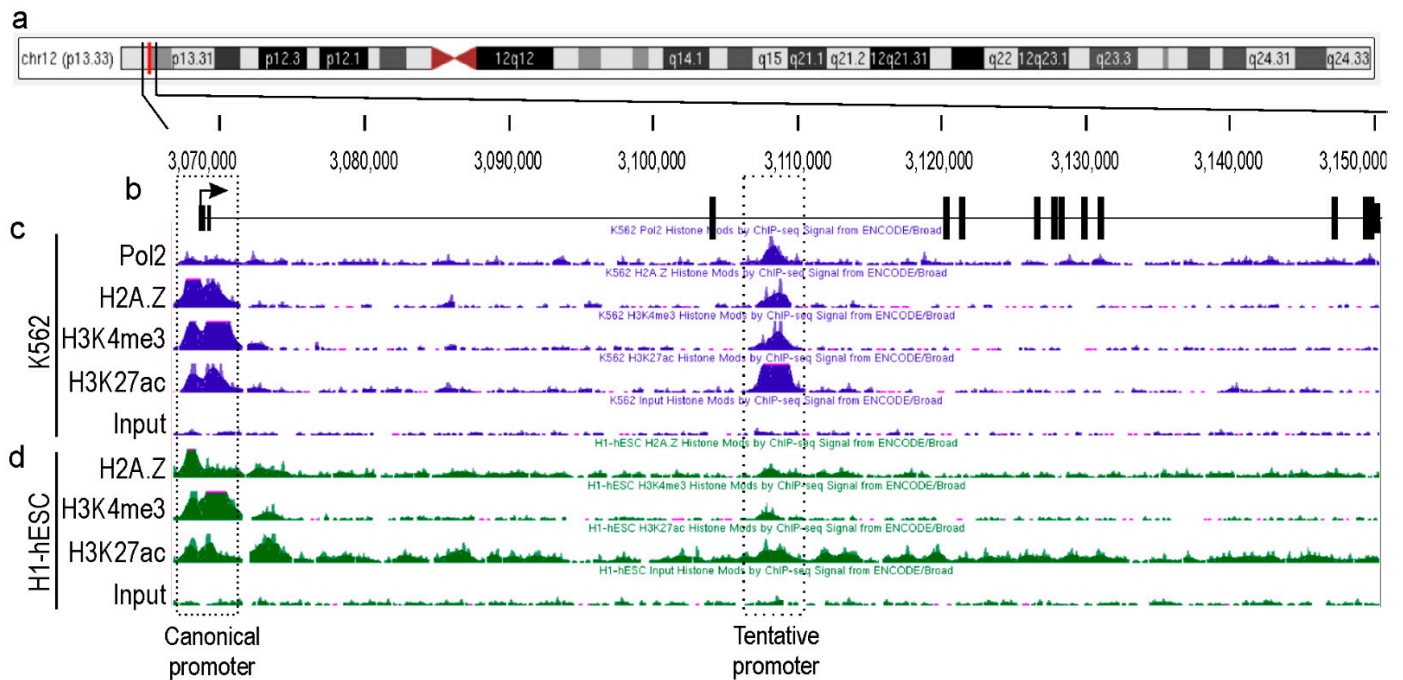 a
chr12 (p13.33) p13.31 p12.3 p12.1 12q12 q14.1 q15 q21.1 q21.2 12q21.31 q22 12q23.1 q23.3 q24.31 q24.33
3,070,000 3,080,000 3,090,000 3,100,000 3,110,000 3,120,000 3,130,000 3,140,000 3,150,000
b
c
K562 Pol2 Histone Mods by ChIP-seq Signal from ENCODE/Broad
Pol2
K562 H2A.Z Histone Mods by ChIP-seq Signal from ENCODE/Broad
H2A.Z
K562 H3K4me3 Histone Mods by ChIP-seq Signal from ENCODE/Broad
H3K4me3
K562
K562 H3K27ac Histone Mods by ChIP-seq Signal from ENCODE/Broad
H3K27ac
K562 Input Histone Mods by ChIP-seq Signal from ENCODE/Broad
Input
d
H1-hESC H2A.Z Histone Mods by ChIP-seq Signal from ENCODE/Broad
H2A.Z
H1-hESC H3K4me3 Histone Mods by ChIP-seq Signal from ENCODE/Broad
H3K4me3
H1-hESC
H1-hESC H3K27ac Histone Mods by ChIP-seq Signal from ENCODE/Broad
H3K27ac
H1-hESC Input Histone Mods by ChIP-seq Signal from ENCODE/Broad
Input
Canonical
promoter
Tentative
promoter